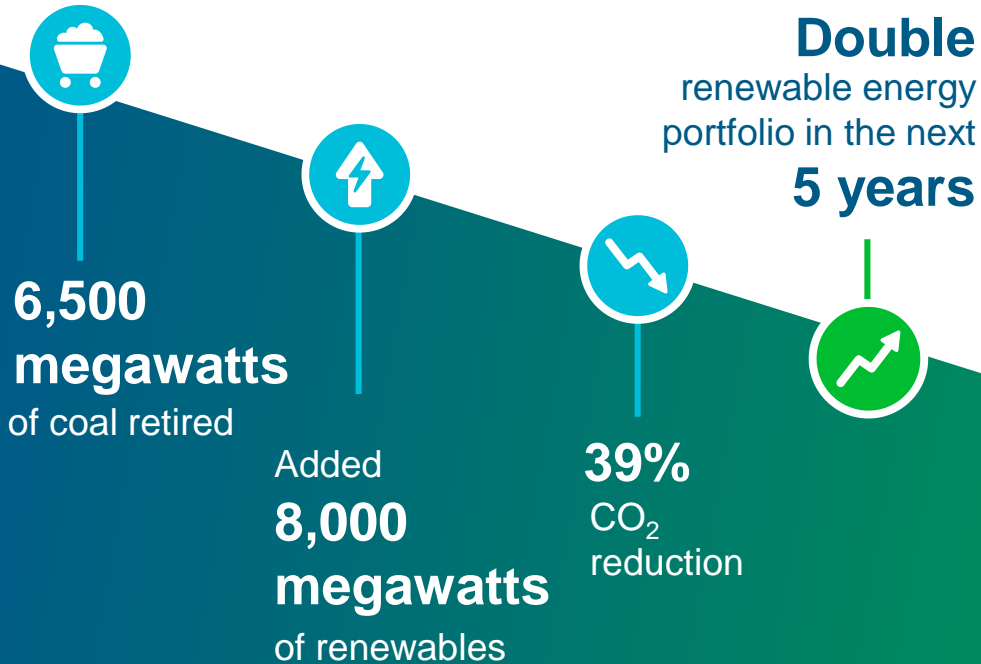 Double
renewable energy
portfolio in the next
5 years
6,500
megawatts
of coal retired
Added
8,000
megawatts
of renewables
39%
CO₂
reduction